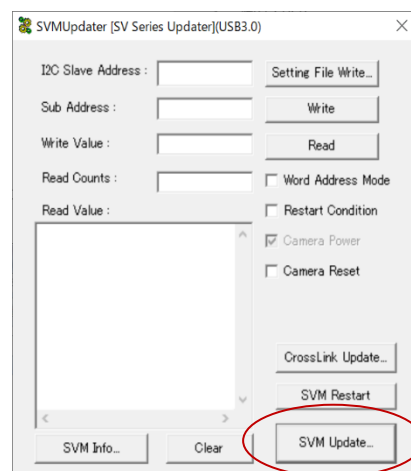 SVMUpdater [SV Series Updater](USB3.0)
I2C Slave Address :
Setting File Write...
Sub Address :
Write
Write Value :
Read
Read Counts :
Word Address Mode
Read Value :
Restart Condition
Camera Power
Camera Reset
CrossLink Update...
SVM Restart
SVM Info...
Clear
SVM Update...